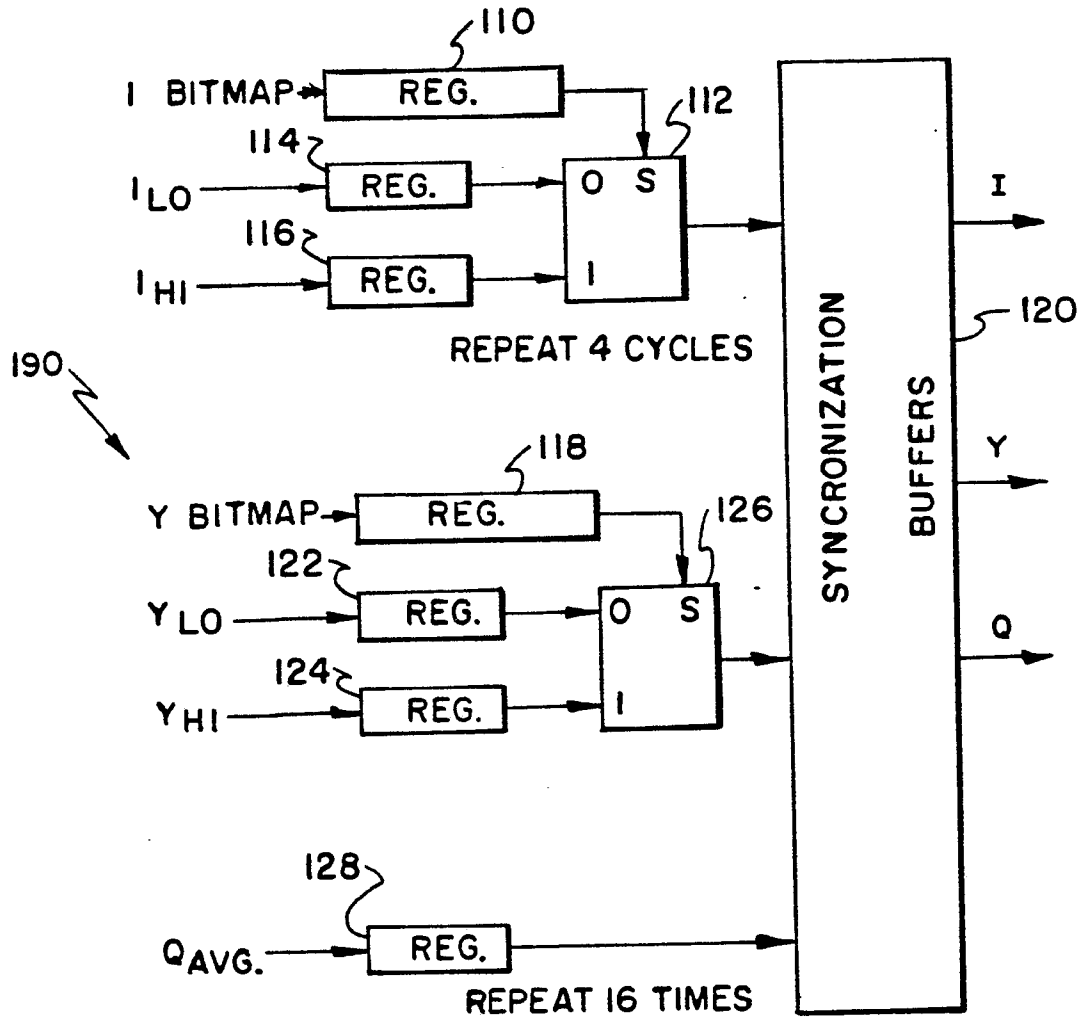 110
I BITMAP
REG.
112
114
I LO
REG.
O S
I
116
I HI
REG.
I
120
REPEAT 4 CYCLES
190
SYNCRONIZATION
BUFFERS
118
Y BITMAP
REG.
Y
126
122
Y LO
REG.
O S
Q
124
Y HI
REG.
I
128
Q AVG.
REG.
REPEAT 16 TIMES